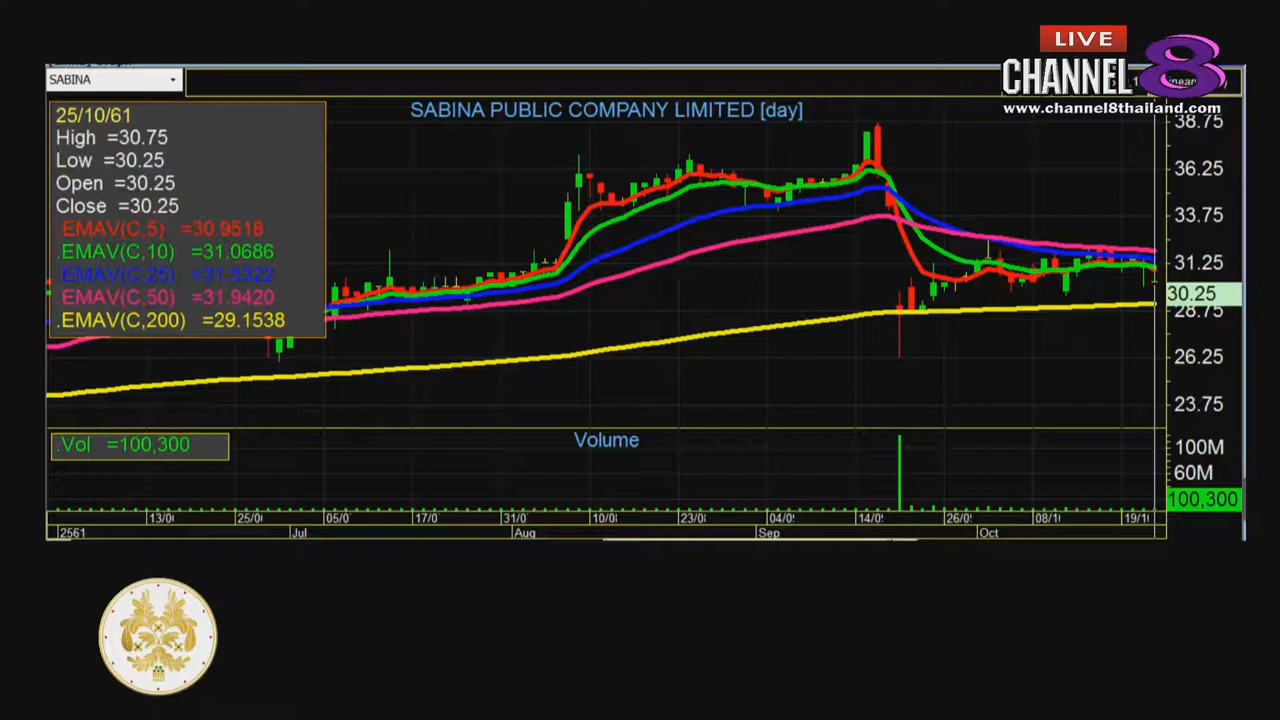 LIVE
CHANNEL 8
www.channel8thailand.com
SABINA
SABINA PUBLIC COMPANY LIMITED [day]
25/10/61
High =30.75
Low =30.25
Open =30.25
Close =30.25
.EMAV(C,5) =30.9518
.EMAV(C,10) =31.0686
.EMAV(C,25) =31.5322
.EMAV(C,50) =31.9420
.EMAV(C,200) =29.1538
38.75
36.25
33.75
31.25
30.25
28.75
26.25
23.75
.Vol =100,300
Volume
100M
60M
100,300
13/0 25/0 05/0 17/0 31/0 10/0 23/0 04/0 14/0 26/0 08/1 19/1
2561 Jul Aug Sep Oct